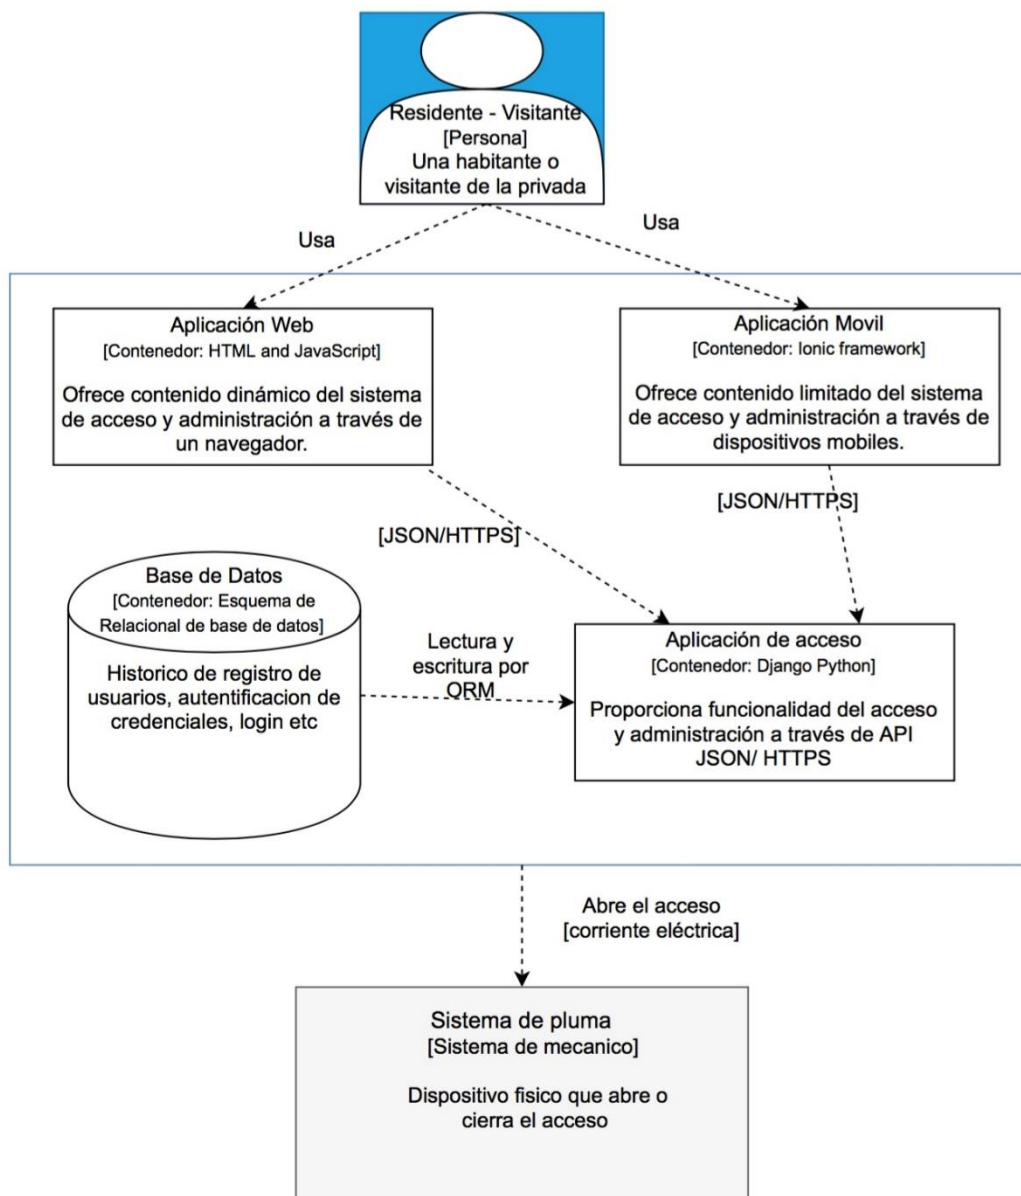 Residente - Visitante
[Persona]
Una habitante o
visitante de la privada
Usa
Usa
Aplicación Web
[Contenedor: HTML and JavaScript]
Ofrece contenido dinámico del sistema
de acceso y administración a través de
un navegador.
Aplicación Movil
[Contenedor: Ionic framework]
Ofrece contenido limitado del sistema
de acceso y administración a través de
dispositivos mobiles.
[JSON/HTTPS]
[JSON/HTTPS]
Base de Datos
[Contenedor: Esquema de
Relacional de base de datos]
Historico de registro de
usuarios, autentificacion de
credenciales, login etc
Lectura y
escritura por
ORM
Aplicación de acceso
[Contenedor: Django Python]
Proporciona funcionalidad del acceso
y administración a través de API
JSON/ HTTPS
Abre el acceso
[corriente eléctrica]
Sistema de pluma
[Sistema de mecanico]
Dispositivo fisico que abre o
cierra el acceso